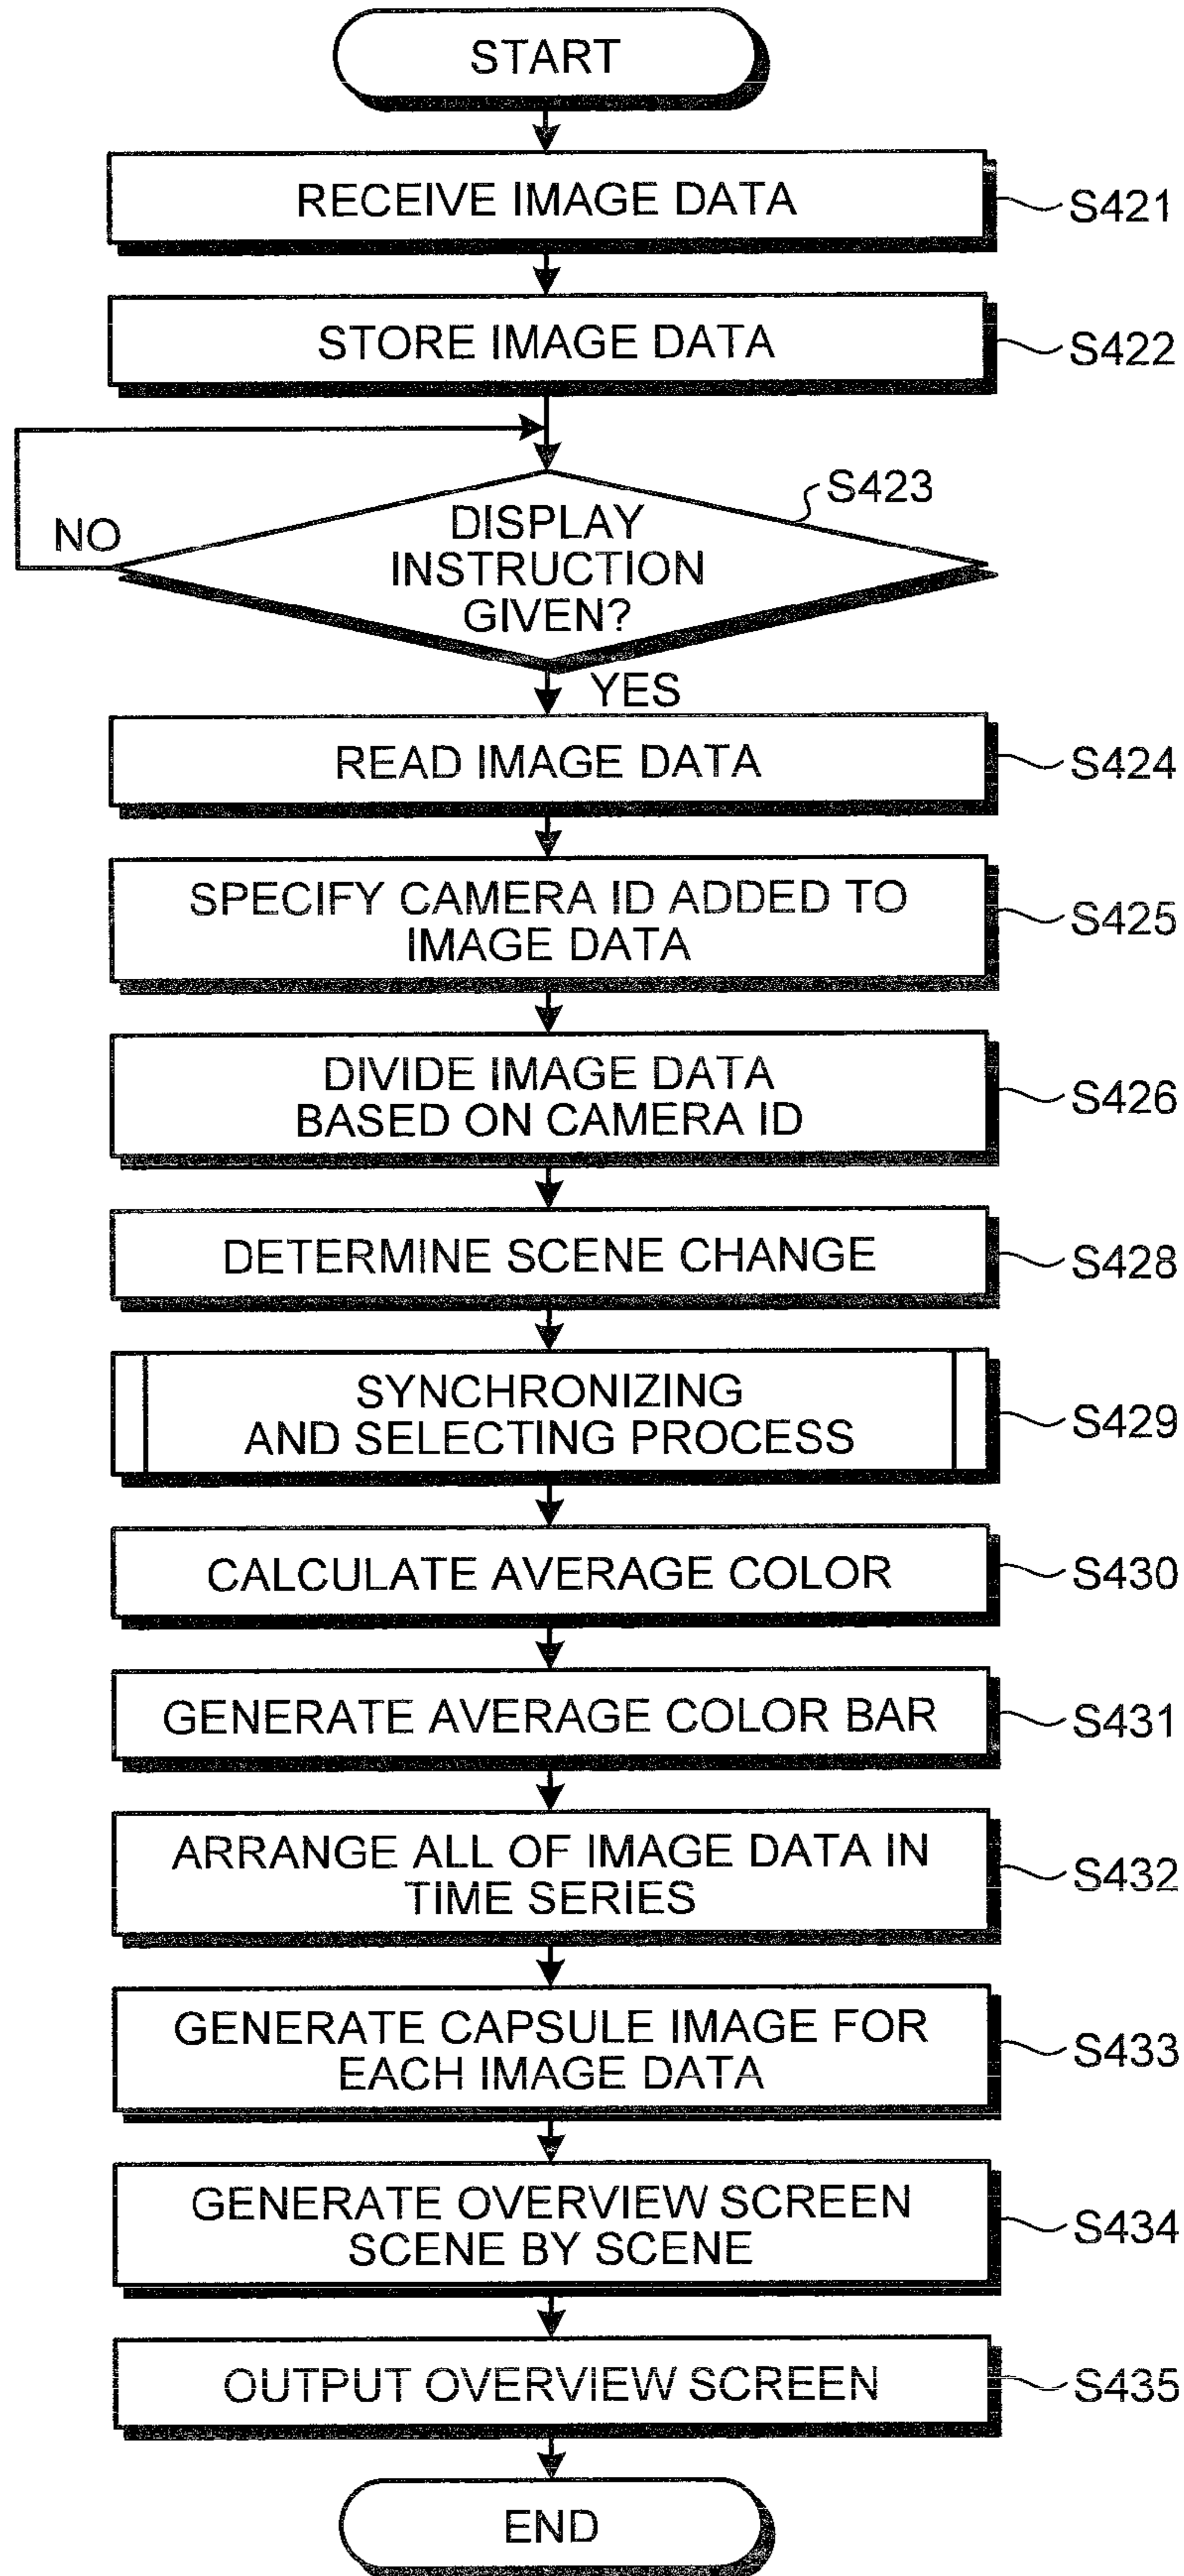 START
RECEIVE IMAGE DATA
S421
STORE IMAGE DATA
S422
S423
DISPLAY
INSTRUCTION
GIVEN?
NO
YES
READ IMAGE DATA
S424
SPECIFY CAMERA ID ADDED TO
IMAGE DATA
S425
DIVIDE IMAGE DATA
BASED ON CAMERA ID
S426
DETERMINE SCENE CHANGE
S428
SYNCHRONIZING
AND SELECTING PROCESS
S429
CALCULATE AVERAGE COLOR
S430
GENERATE AVERAGE COLOR BAR
S431
ARRANGE ALL OF IMAGE DATA IN
TIME SERIES
S432
GENERATE CAPSULE IMAGE FOR
EACH IMAGE DATA
S433
GENERATE OVERVIEW SCREEN
SCENE BY SCENE
S434
OUTPUT OVERVIEW SCREEN
S435
END